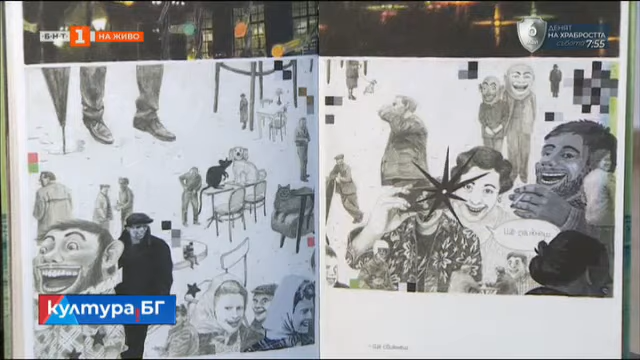 БНТ 1 НА ЖИВО
ДЕНЯТ
НА ХРАБРОСТТА
събота 7:55
култура.БГ